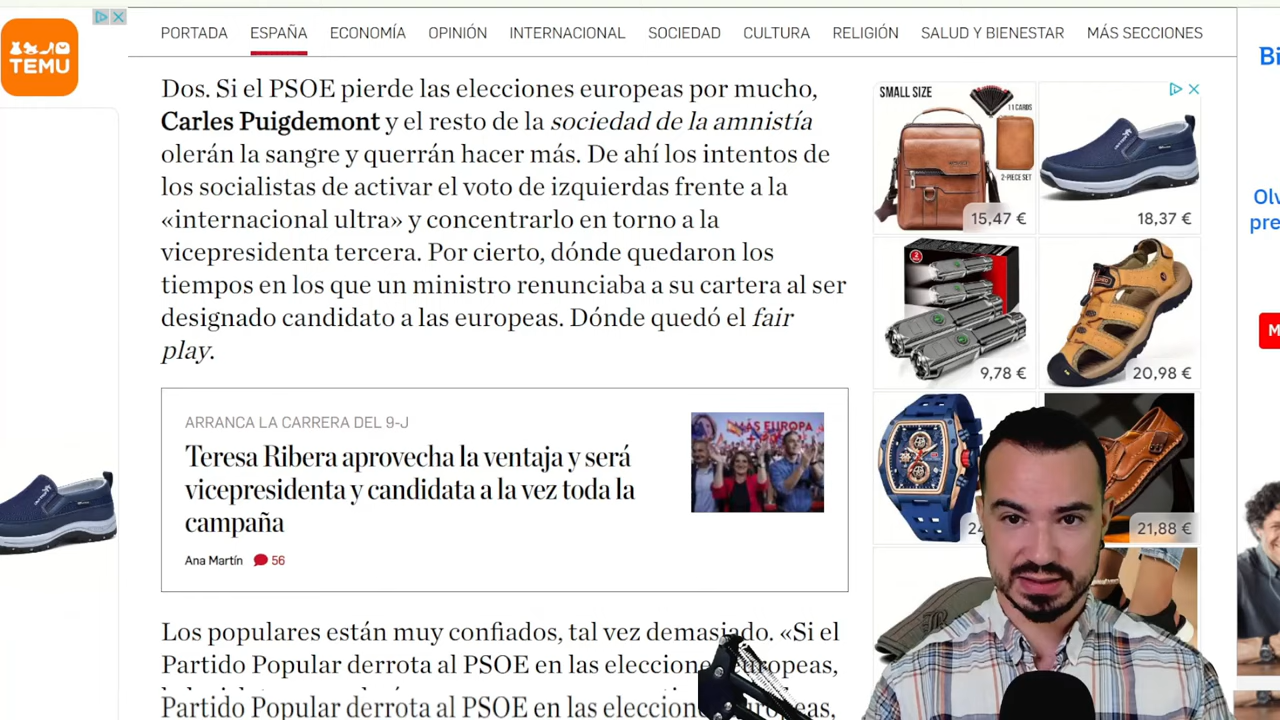 TEMU
PORTADA ESPAÑA ECONOMÍA OPINIÓN INTERNACIONAL SOCIEDAD CULTURA RELIGIÓN SALUD Y BIENESTAR MÁS SECCIONES
Dos. Si el PSOE pierde las elecciones europeas por mucho,
Carles Puigdemont y el resto de la sociedad de la amnistía
olerán la sangre y querrán hacer más. De ahí los intentos de
los socialistas de activar el voto de izquierdas frente a la
«internacional ultra» y concentrarlo en torno a la
vicepresidenta tercera. Por cierto, dónde quedaron los
tiempos en los que un ministro renunciaba a su cartera al ser
designado candidato a las europeas. Dónde quedó el fair
play.
ARRANCA LA CARRERA DEL 9-J
Teresa Ribera aprovecha la ventaja y será
vicepresidenta y candidata a la vez toda la
campaña
Ana Martín 56
MÁS EUROPA
Los populares están muy confiados, tal vez demasiado. «Si el
Partido Popular derrota al PSOE en las elecciones europeas,
Partido Popular derrota al PSOE en las elecciones europeas,
SMALL SIZE
11 CARDS
2-PIECE SET
15,47 €
18,37 €
9,78 €
20,98 €
21,88 €
Bi
Olv
pre
M